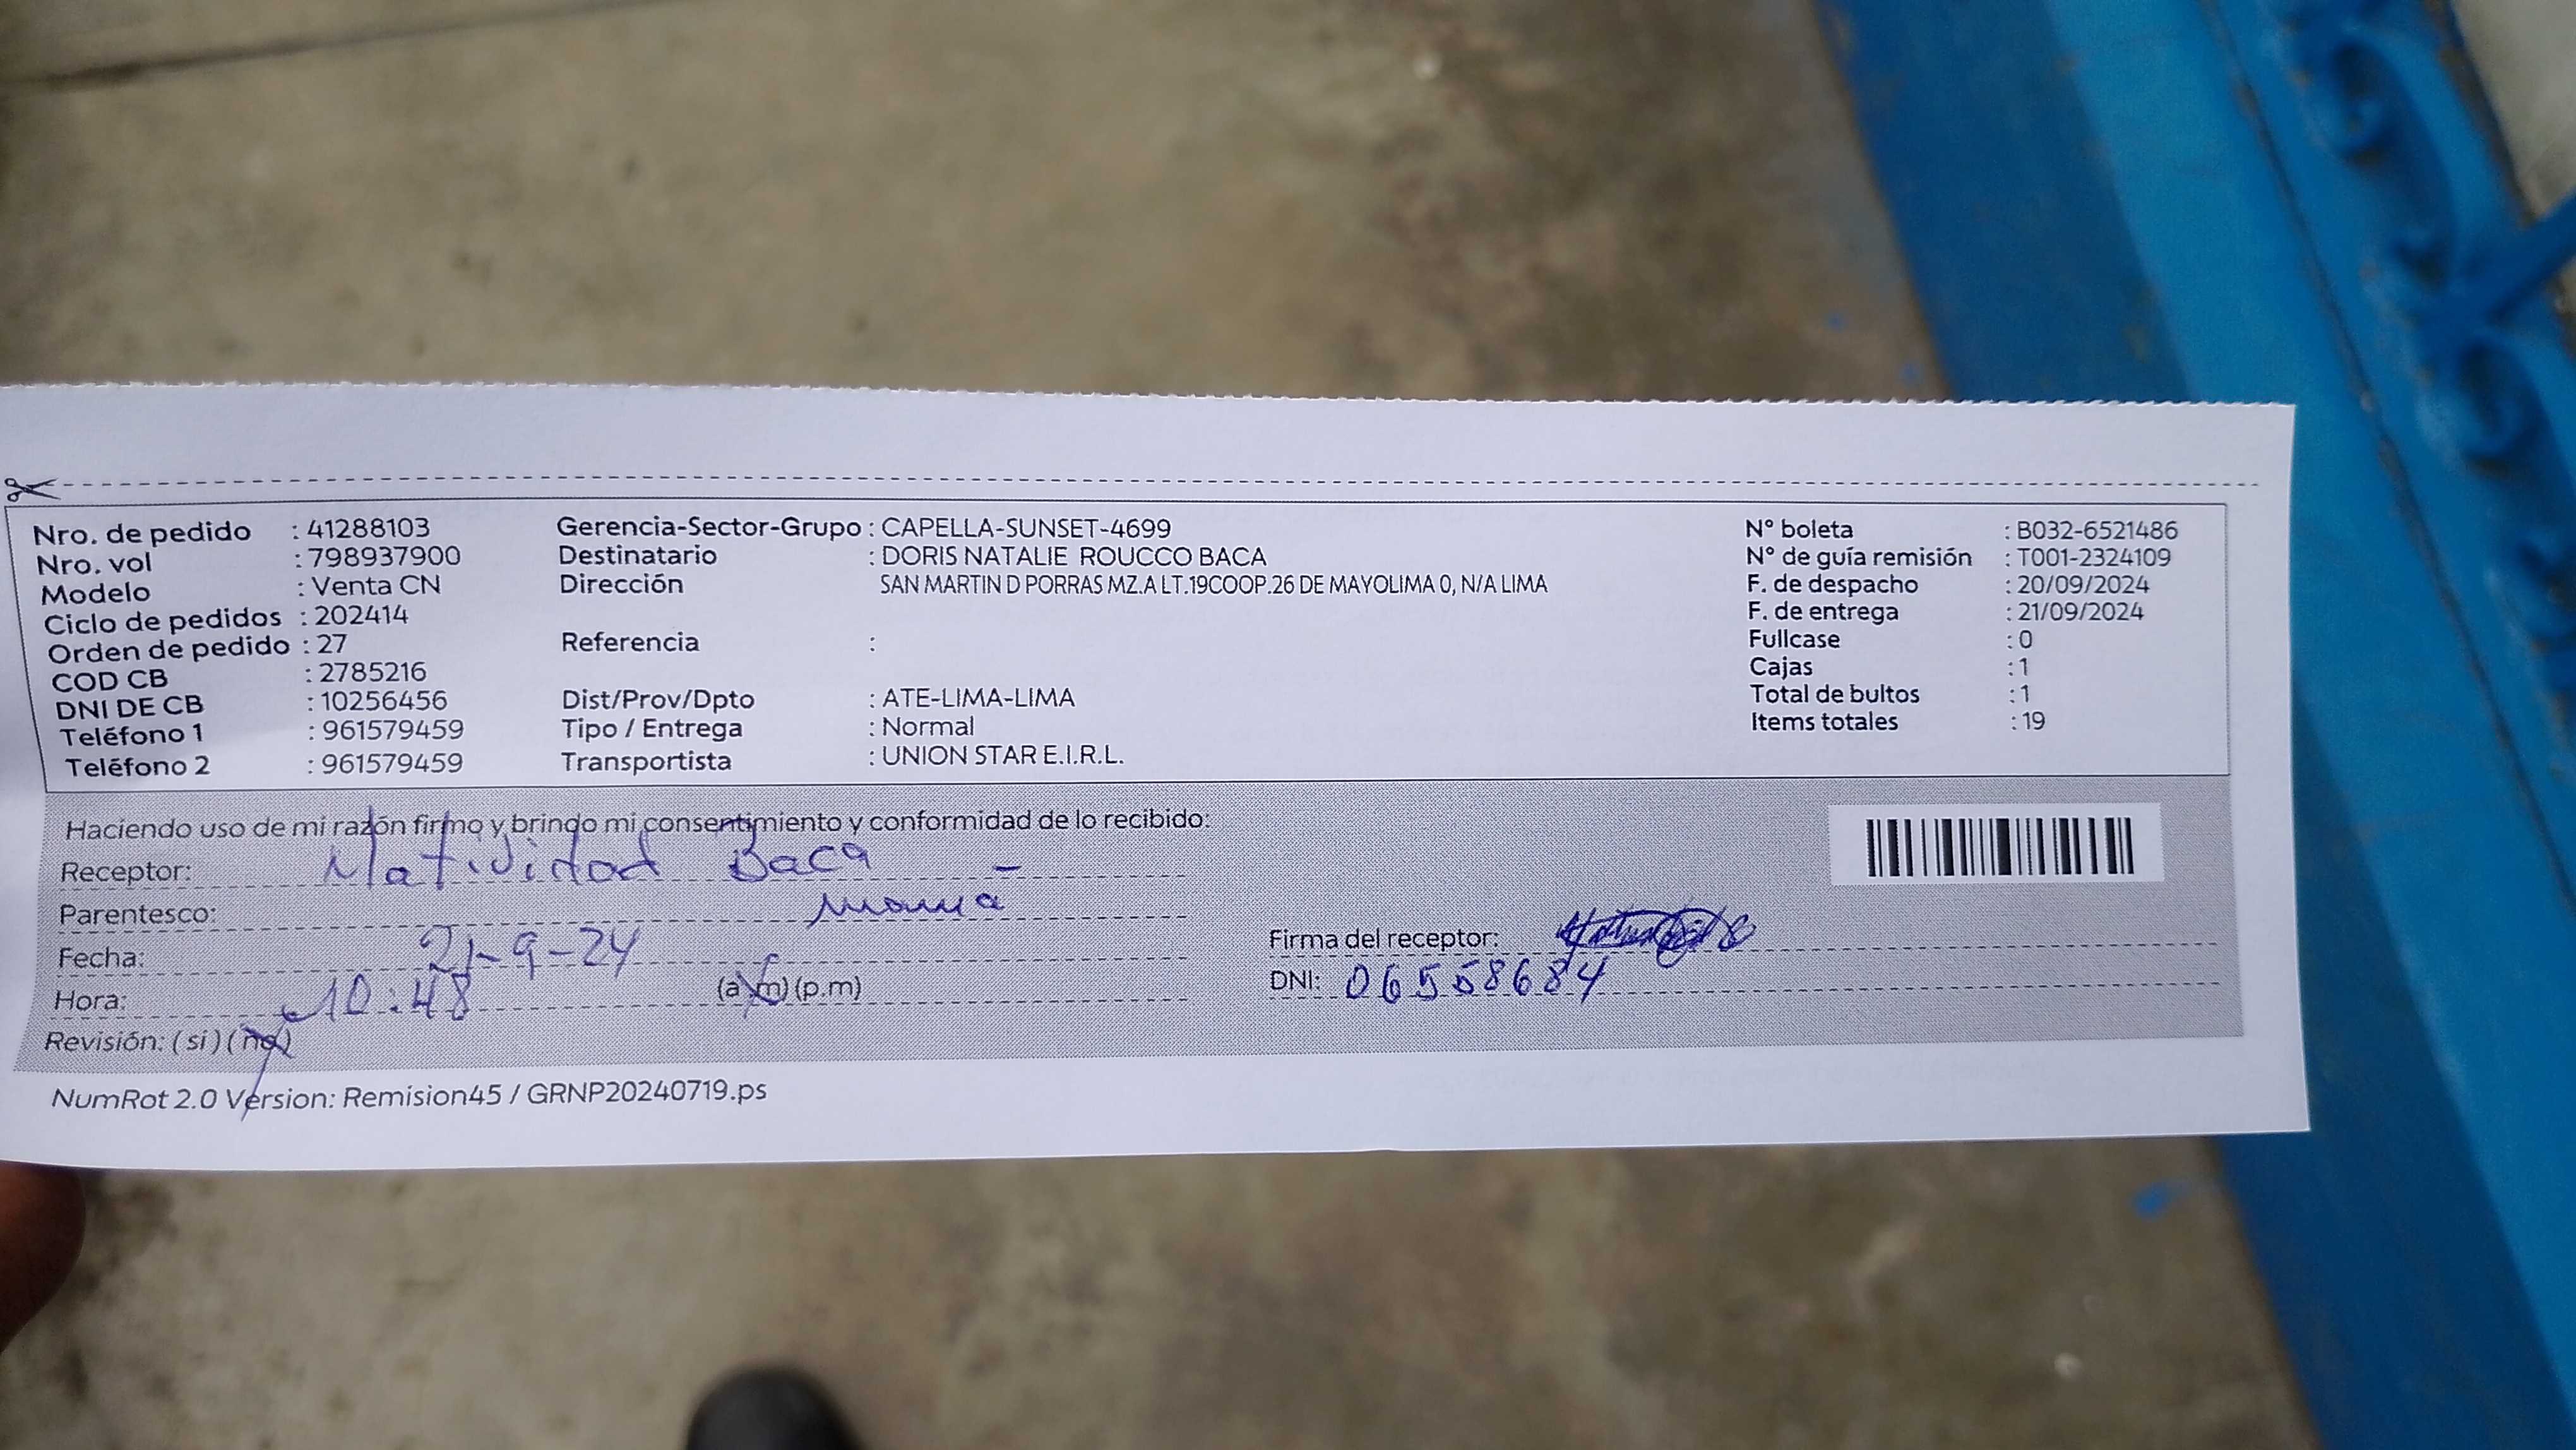 Nro. de pedido : 41288103 Gerencia-Sector-Grupo : CAPELLA-SUNSET-4699 N° boleta : B032-6521486
Nro. vol : 798937900 Destinatario : DORIS NATALIE ROUCCO BACA N° de guía remisión : T001-2324109
Modelo : Venta CN Dirección SAN MARTIN D PORRAS MZ.A LT.19COOP.26 DE MAYOLIMA 0, N/A LIMA F. de despacho : 20/09/2024
Ciclo de pedidos : 202414 F. de entrega : 21/09/2024
Orden de pedido : 27 Referencia : Fullcase : 0
COD CB : 2785216 Cajas : 1
DNI DE CB : 10256456 Dist/Prov/Dpto : ATE-LIMA-LIMA Total de bultos : 1
Teléfono 1 : 961579459 Tipo / Entrega : Normal Items totales : 19
Teléfono 2 : 961579459 Transportista : UNION STAR E.I.R.L.
Haciendo uso de mi razón firmo y brindo mi consentimiento y conformidad de lo recibido:
Receptor: Natividad Baca -
Parentesco: mama
Fecha: 21-9-24 Firma del receptor:
Hora: 10:48 (a.m) (p.m) DNI: 06558684
Revisión: ( si ) ( no )
NumRot 2.0 Version: Remision45 / GRNP20240719.ps